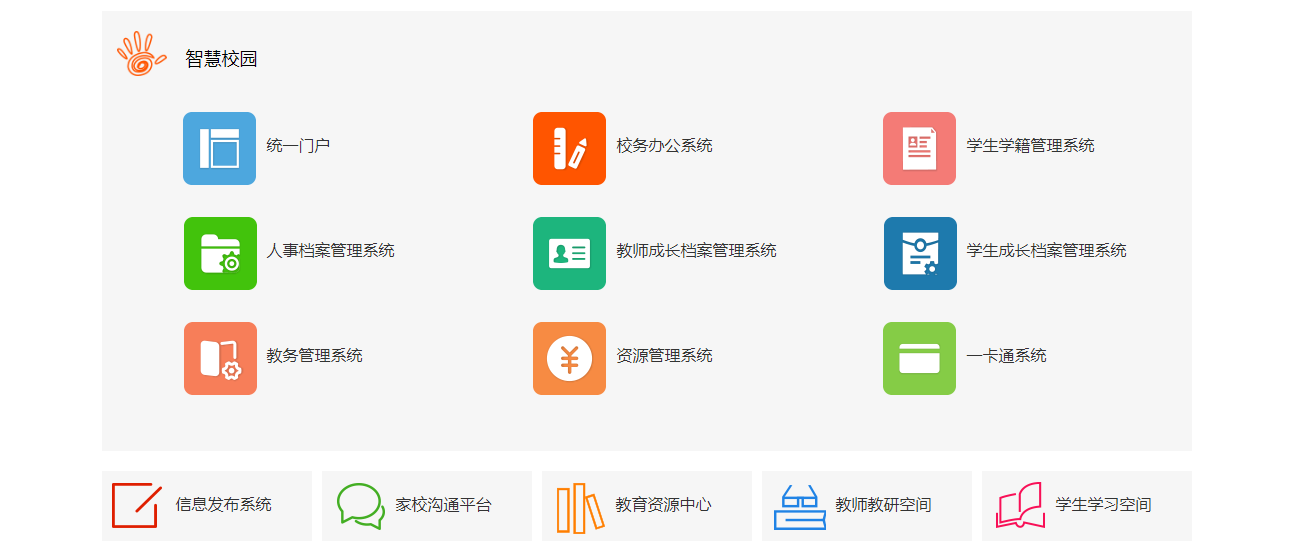 智慧校园
统一门户
校务办公系统
学生学籍管理系统
人事档案管理系统
教师成长档案管理系统
学生成长档案管理系统
教务管理系统
资源管理系统
一卡通系统
信息发布系统
家校沟通平台
教育资源中心
教师教研空间
学生学习空间